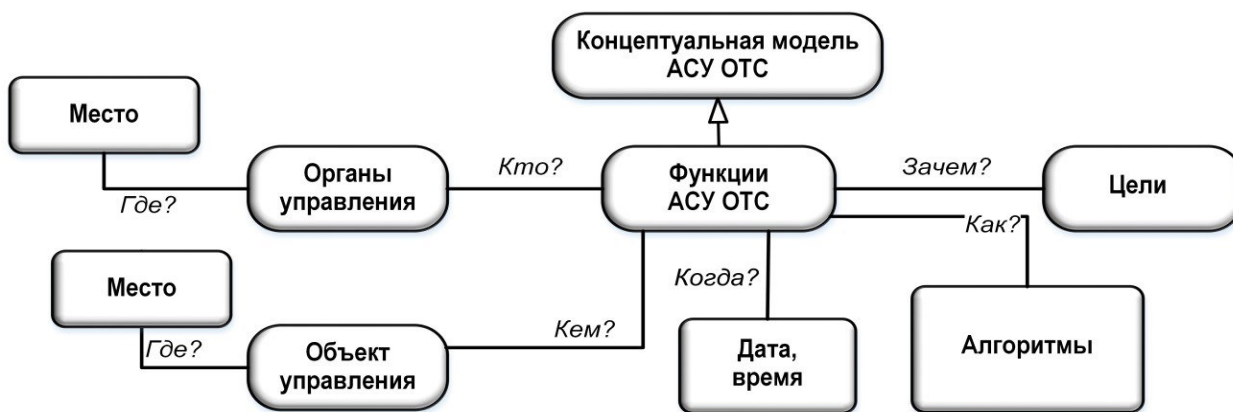 Концептуальная модель
АСУ ОТС
Место
Органы
управления
Кто?
Функции
АСУ ОТС
Зачем?
Цели
Где?
Как?
Место
Когда?
Кем?
Где?
Объект
управления
Дата,
время
Алгоритмы